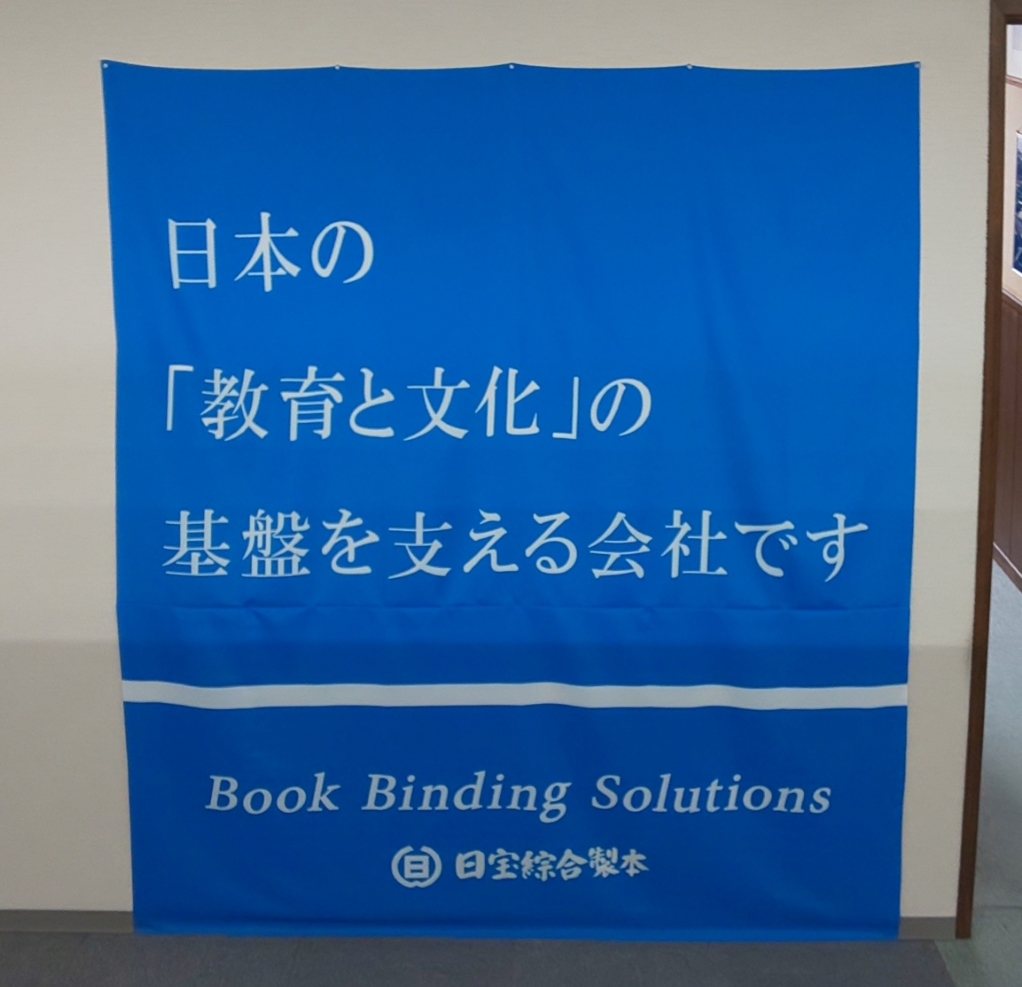 日本の
「教育と文化」の
基盤を支える会社です
Book Binding Solutions
日宝綜合製本